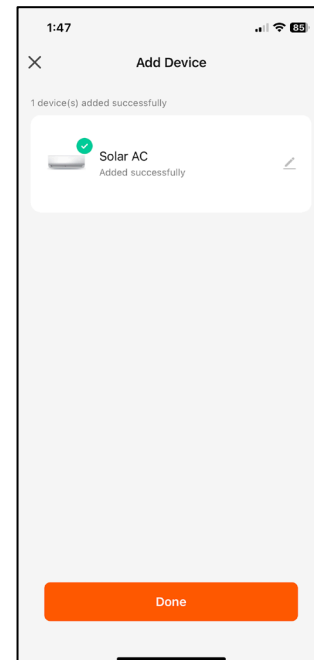 1:47
85
Add Device
1 device(s) added successfully
Solar AC
Added successfully
Done